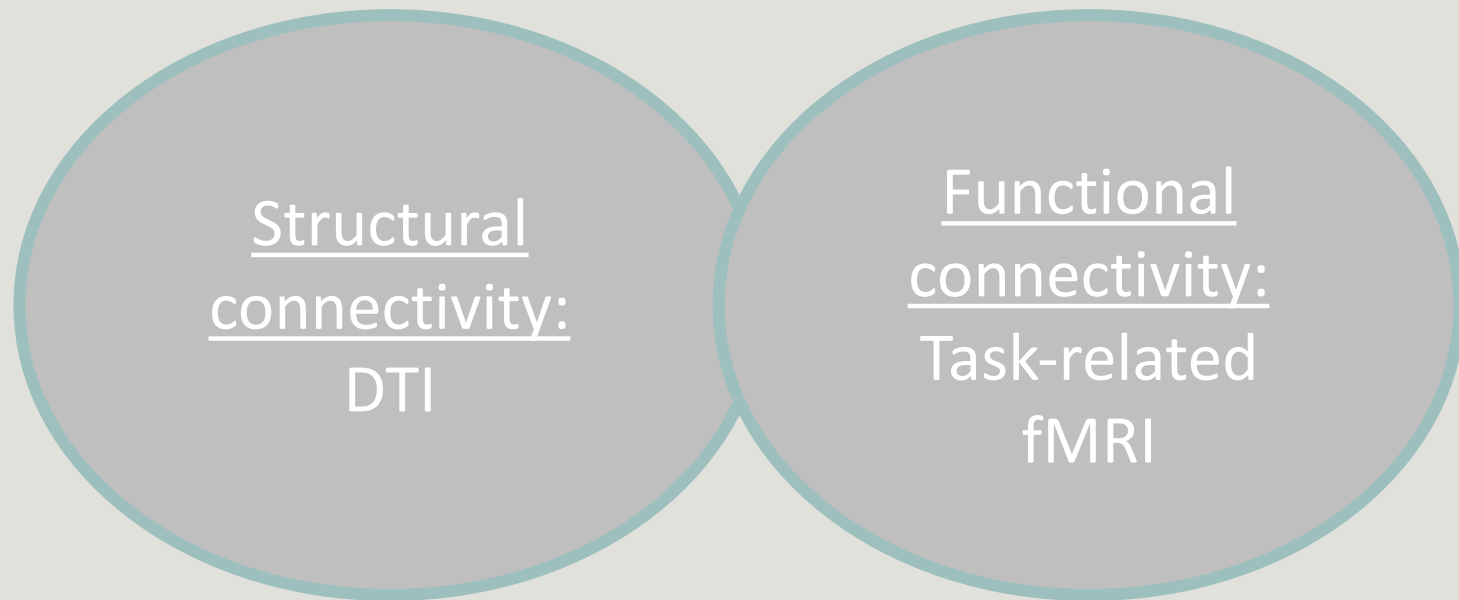 Structural
connectivity:
DTI
Functional
connectivity:
Task-related
fMRI